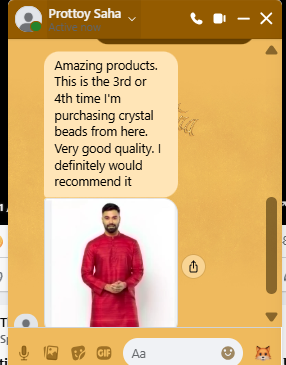 Prottoy Saha
Amazing products.
This is the 3rd or
4th time I'm
purchasing crystal
beads from here.
Very good quality. I
definitely would
recommend it
GIF
Aa